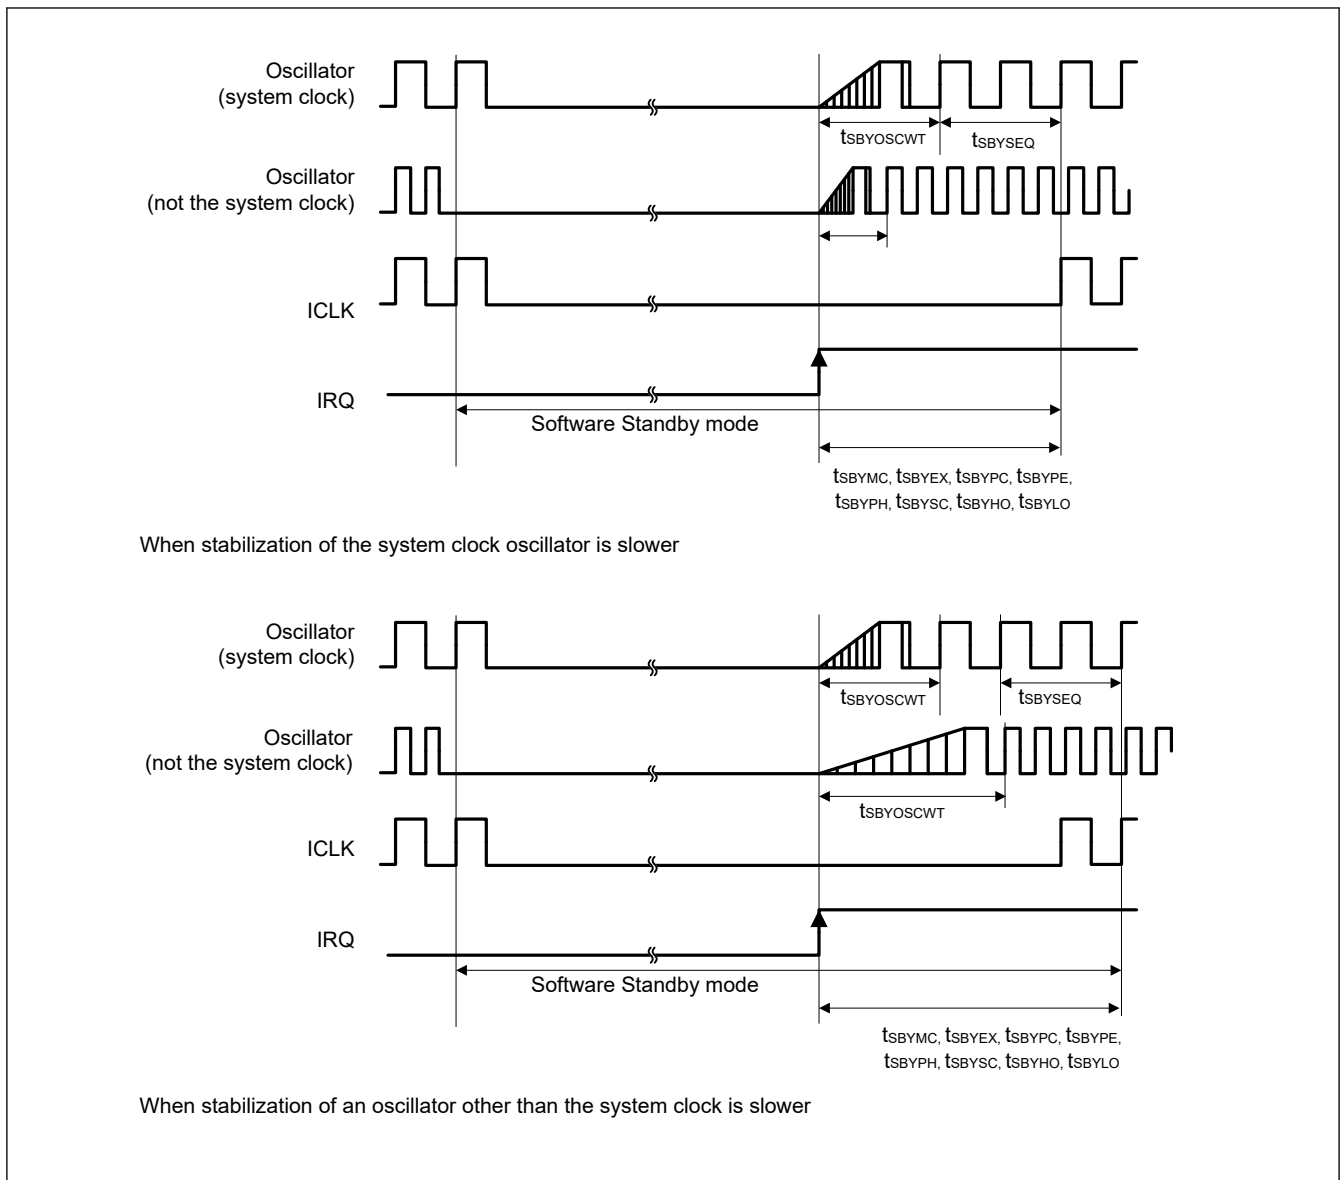 Oscillator
(system clock)
tSBYOSCWT
tSBYSEQ
Oscillator
(not the system clock)
ICLK
IRQ
Software Standby mode
tSBYMC, tSBYEX, tSBYPC, tSBYPE,
tSBYPH, tSBYSC, tSBYHO, tSBYLO
When stabilization of the system clock oscillator is slower
Oscillator
(system clock)
tSBYOSCWT
tSBYSEQ
Oscillator
(not the system clock)
tSBYOSCWT
ICLK
IRQ
Software Standby mode
tSBYMC, tSBYEX, tSBYPC, tSBYPE,
tSBYPH, tSBYSC, tSBYHO, tSBYLO
When stabilization of an oscillator other than the system clock is slower